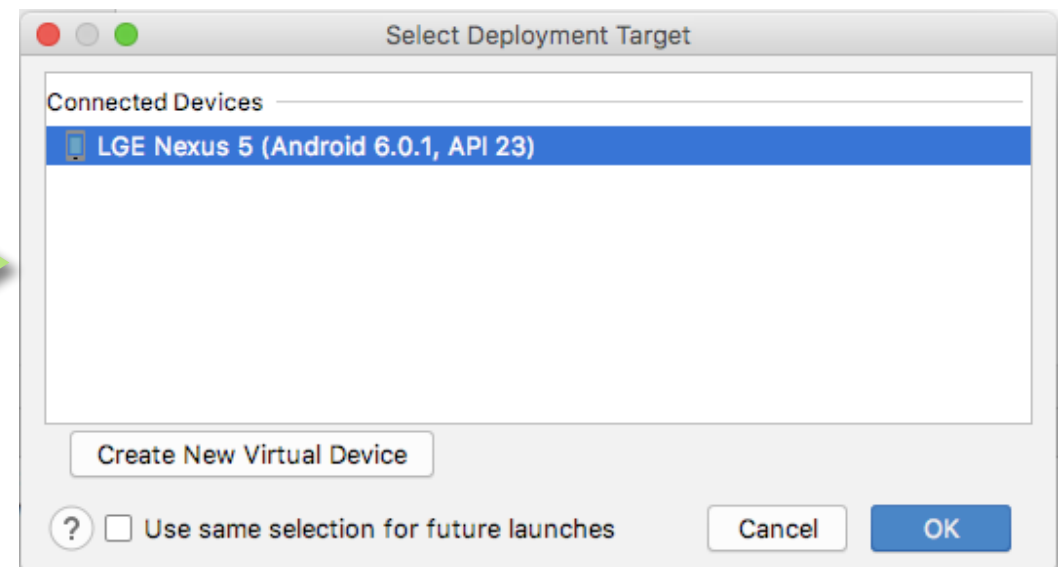 Select Deployment Target
Connected Devices
LGE Nexus 5 (Android 6.0.1, API 23)
Create New Virtual Device
? Use same selection for future launches Cancel OK